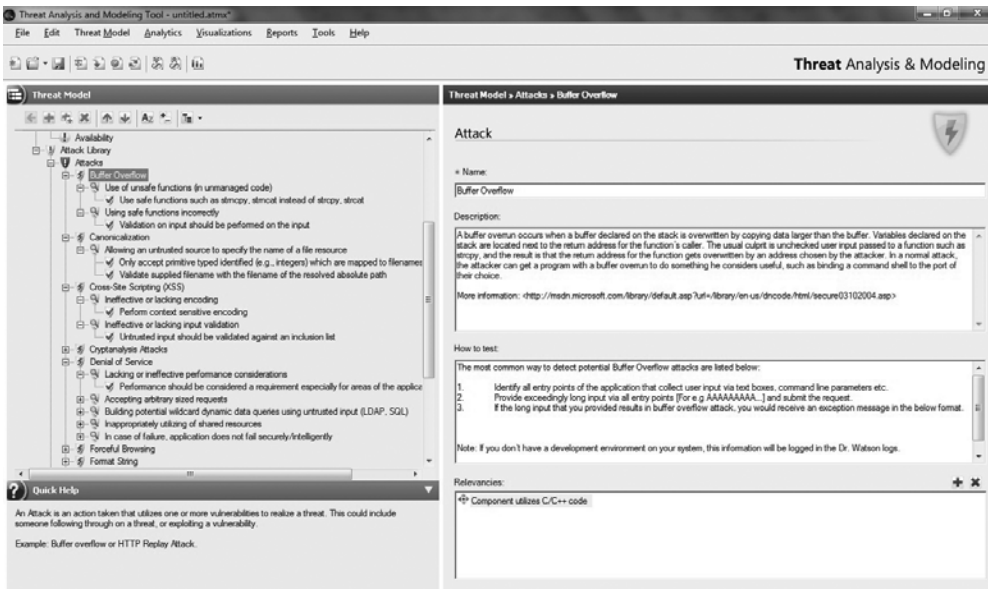 Threat Analysis and Modeling Tool - untitled.atmx*
File Edit Threat Model Analytics Visualizations Reports Tools Help
Threat Analysis & Modeling
Threat Model
Availability
Attack Library
Attacks
Buffer Overflow
Use of unsafe functions (in unmanaged code)
Use safe functions such as strncpy, strncat instead of strcpy, strcat
Using safe functions incorrectly
Validation on input should be performed on the input
Canonicalization
Allowing an untrusted source to specify the name of a file resource
Only accept primitive typed identified (e.g., integers) which are mapped to filenames
Validate supplied filename with the filename of the resolved absolute path
Cross-Site Scripting (XSS)
Ineffective or lacking encoding
Perform context sensitive encoding
Ineffective or lacking input validation
Untrusted input should be validated against an inclusion list
Cryptanalysis Attacks
Denial of Service
Lacking or ineffective performance considerations
Performance should be considered a requirement especially for areas of the applica
Accepting arbitrary sized requests
Building potential wildcard dynamic data queries using untrusted input (LDAP, SQL)
Inappropriately utilizing of shared resources
In case of failure, application does not fail securely/intelligently
Forceful Browsing
Format String
Quick Help
An Attack is an action taken that utilizes one or more vulnerabilities to realize a threat. This could include
someone following through on a threat, or exploiting a vulnerability.
Example: Buffer overflow or HTTP Replay Attack.
Threat Model » Attacks » Buffer Overflow
Attack
* Name:
Buffer Overflow
Description:
A buffer overrun occurs when a buffer declared on the stack is overwritten by copying data larger than the buffer. Variables declared on the
stack are located next to the return address for the function's caller. The usual culprit is unchecked user input passed to a function such as
strcpy, and the result is that the return address for the function gets overwritten by an address chosen by the attacker. In a normal attack,
the attacker can get a program with a buffer overrun to do something he considers useful, such as binding a command shell to the port of
their choice.
More information: <http://msdn.microsoft.com/library/default.asp?url=/library/en-us/dncode/html/secure03102004.asp>
How to test:
The most common way to detect potential Buffer Overflow attacks are listed below:
1. Identify all entry points of the application that collect user input via text boxes, command line parameters etc.
2. Provide exceedingly long input via all entry points [For e.g AAAAAAAAA...] and submit the request.
3. If the long input that you provided results in buffer overflow attack, you would receive an exception message in the below format.
Note: If you don't have a development environment on your system, this information will be logged in the Dr. Watson logs.
Relevancies:
Component utilizes C/C++ code